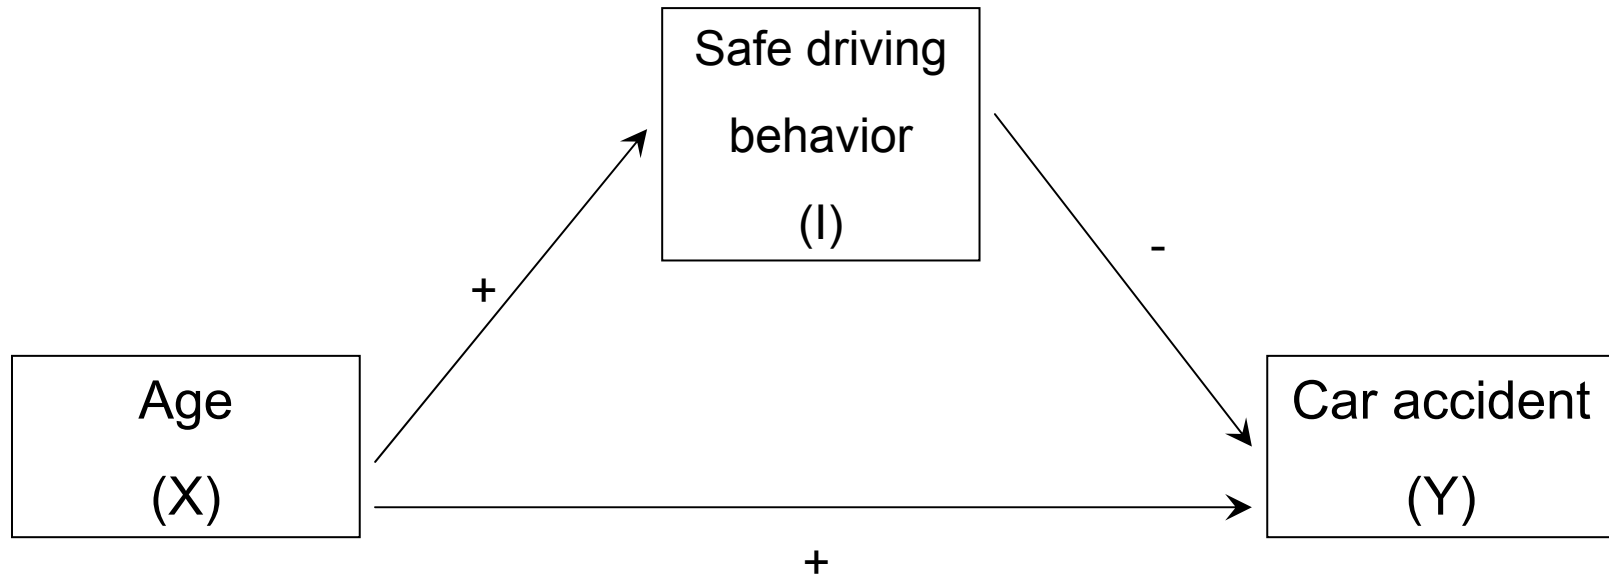 Safe driving
behavior
(I)
+
-
Age
(X)
Car accident
(Y)
+